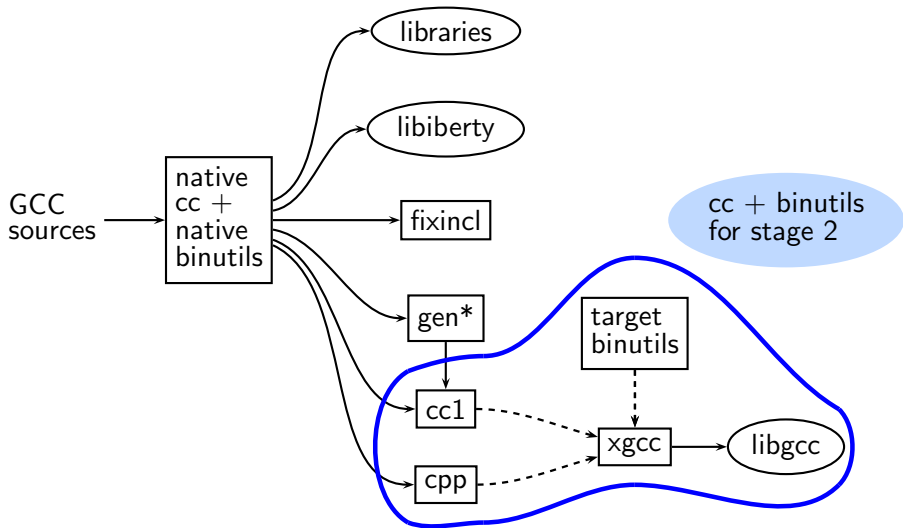 libraries
libiberty
GCC
sources
native
cc +
native
binutils
fixincl
cc + binutils
for stage 2
gen*
target
binutils
cc1
xgcc
libgcc
cpp